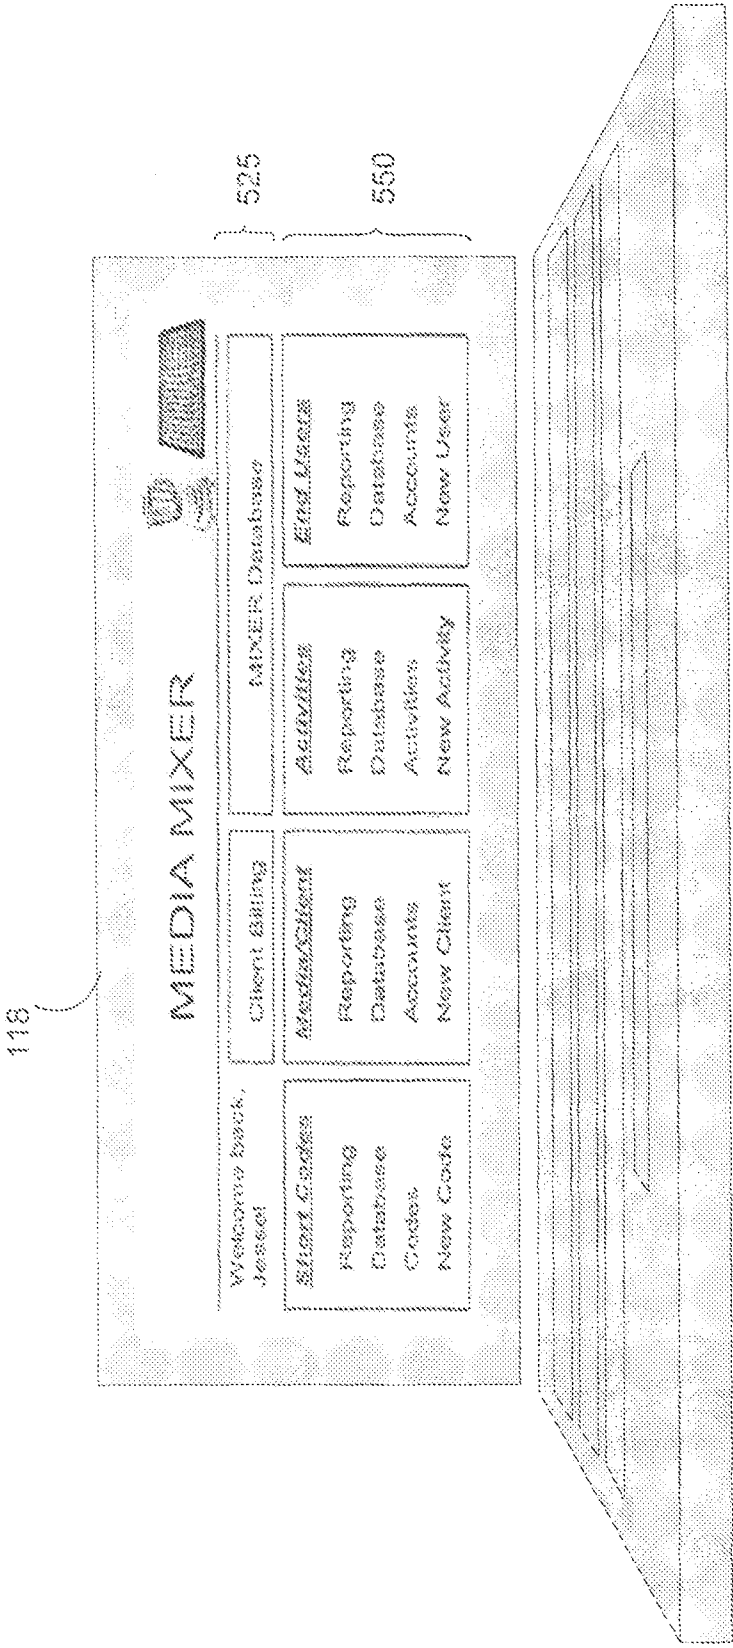 118
MEDIA MIXER
Welcome back,
Jesse!
Client Billing
MIXER Database
525
Short Codes
Reporting
Database
Codes
New Code
Media/Client
Reporting
Database
Accounts
New Client
Activities
Reporting
Database
Activities
New Activity
End Users
Reporting
Database
Accounts
New User
550